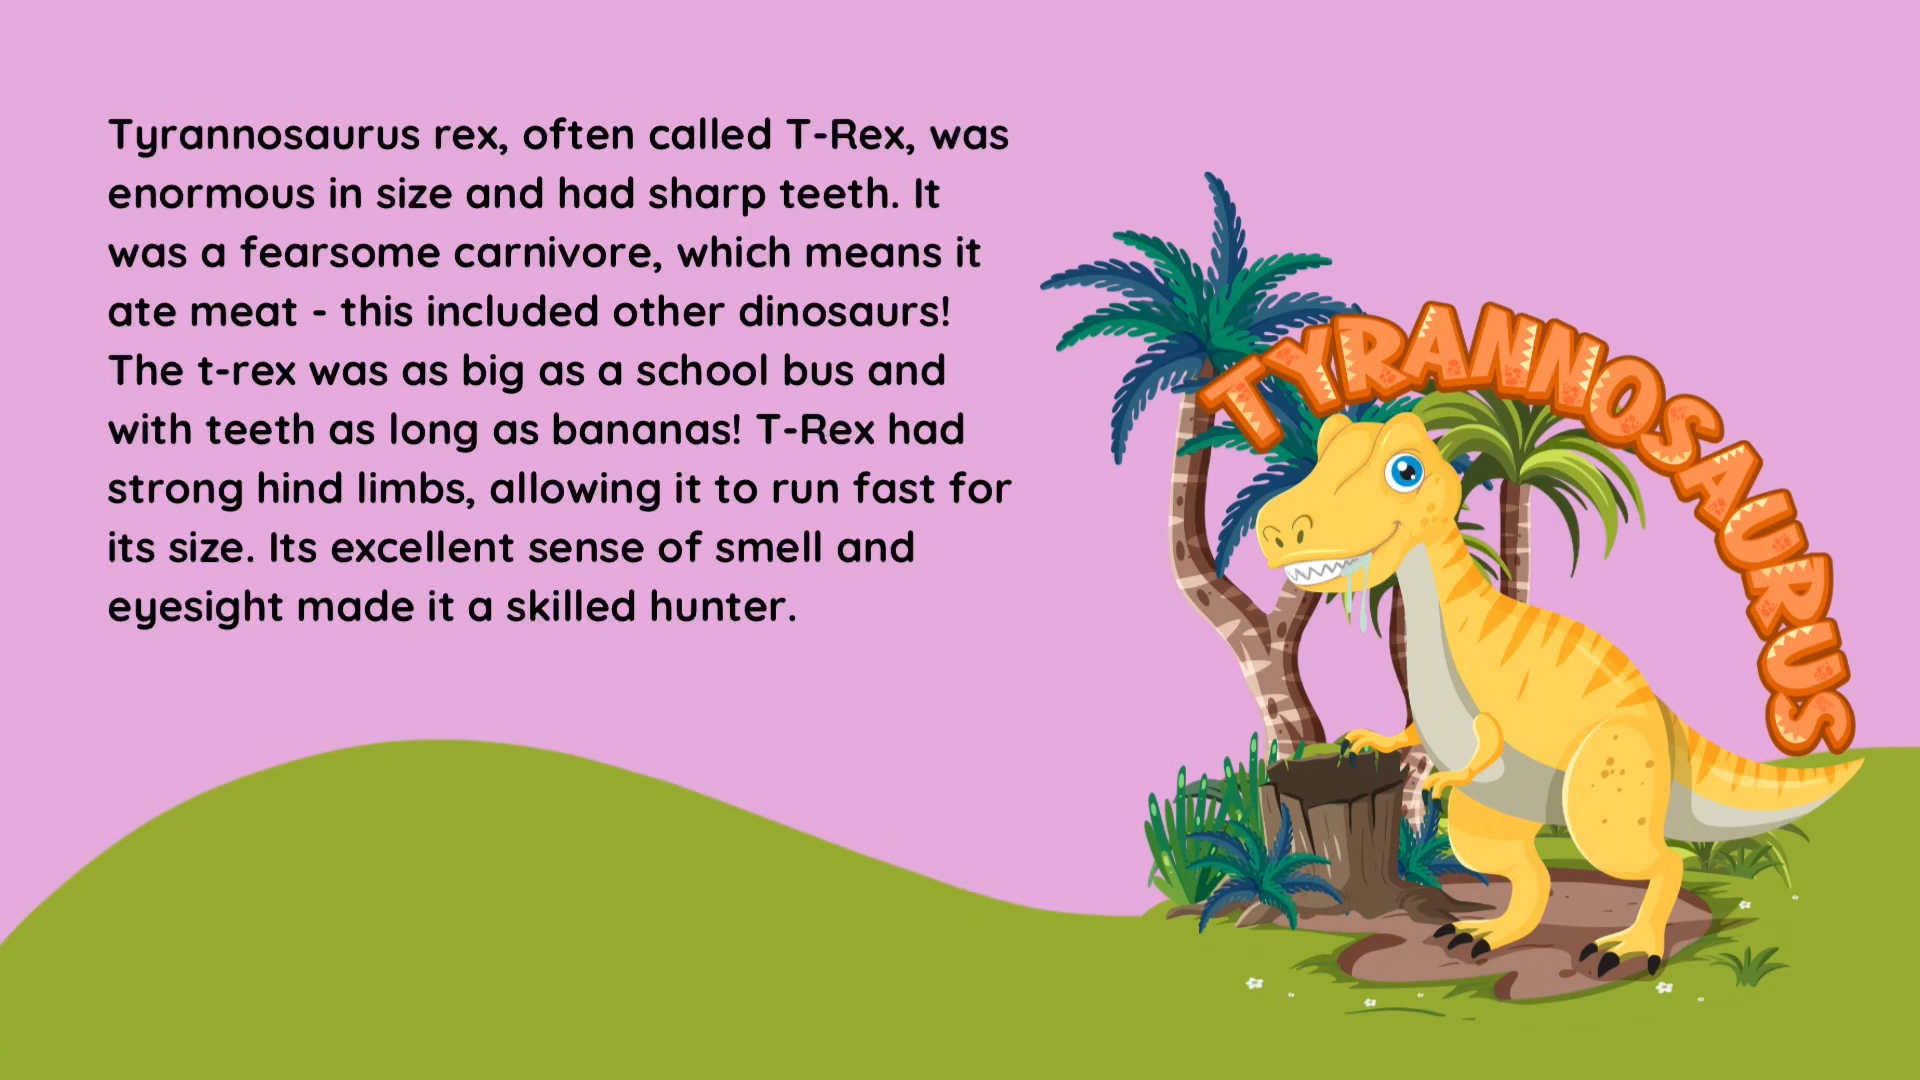 Tyrannosaurus rex, often called T-Rex, was
enormous in size and had sharp teeth. It
was a fearsome carnivore, which means it
ate meat - this included other dinosaurs!
The t-rex was as big as a school bus and
with teeth as long as bananas! T-Rex had
strong hind limbs, allowing it to run fast for
its size. Its excellent sense of smell and
eyesight made it a skilled hunter.
TYRANNOSAURUS